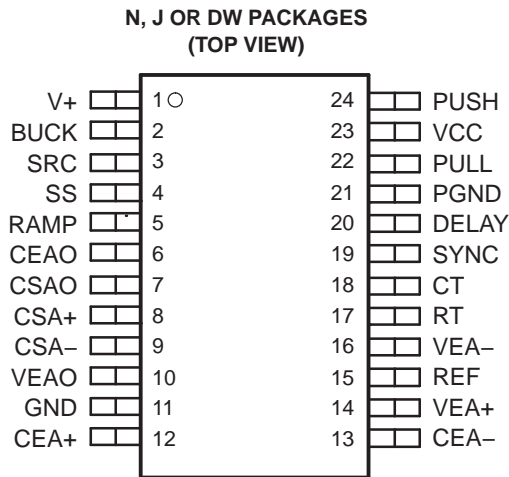 N, J OR DW PACKAGES
(TOP VIEW)
V+ 1 24 PUSH
BUCK 2 23 VCC
SRC 3 22 PULL
SS 4 21 PGND
RAMP 5 20 DELAY
CEAO 6 19 SYNC
CSAO 7 18 CT
CSA+ 8 17 RT
CSA− 9 16 VEA−
VEAO 10 15 REF
GND 11 14 VEA+
CEA+ 12 13 CEA−